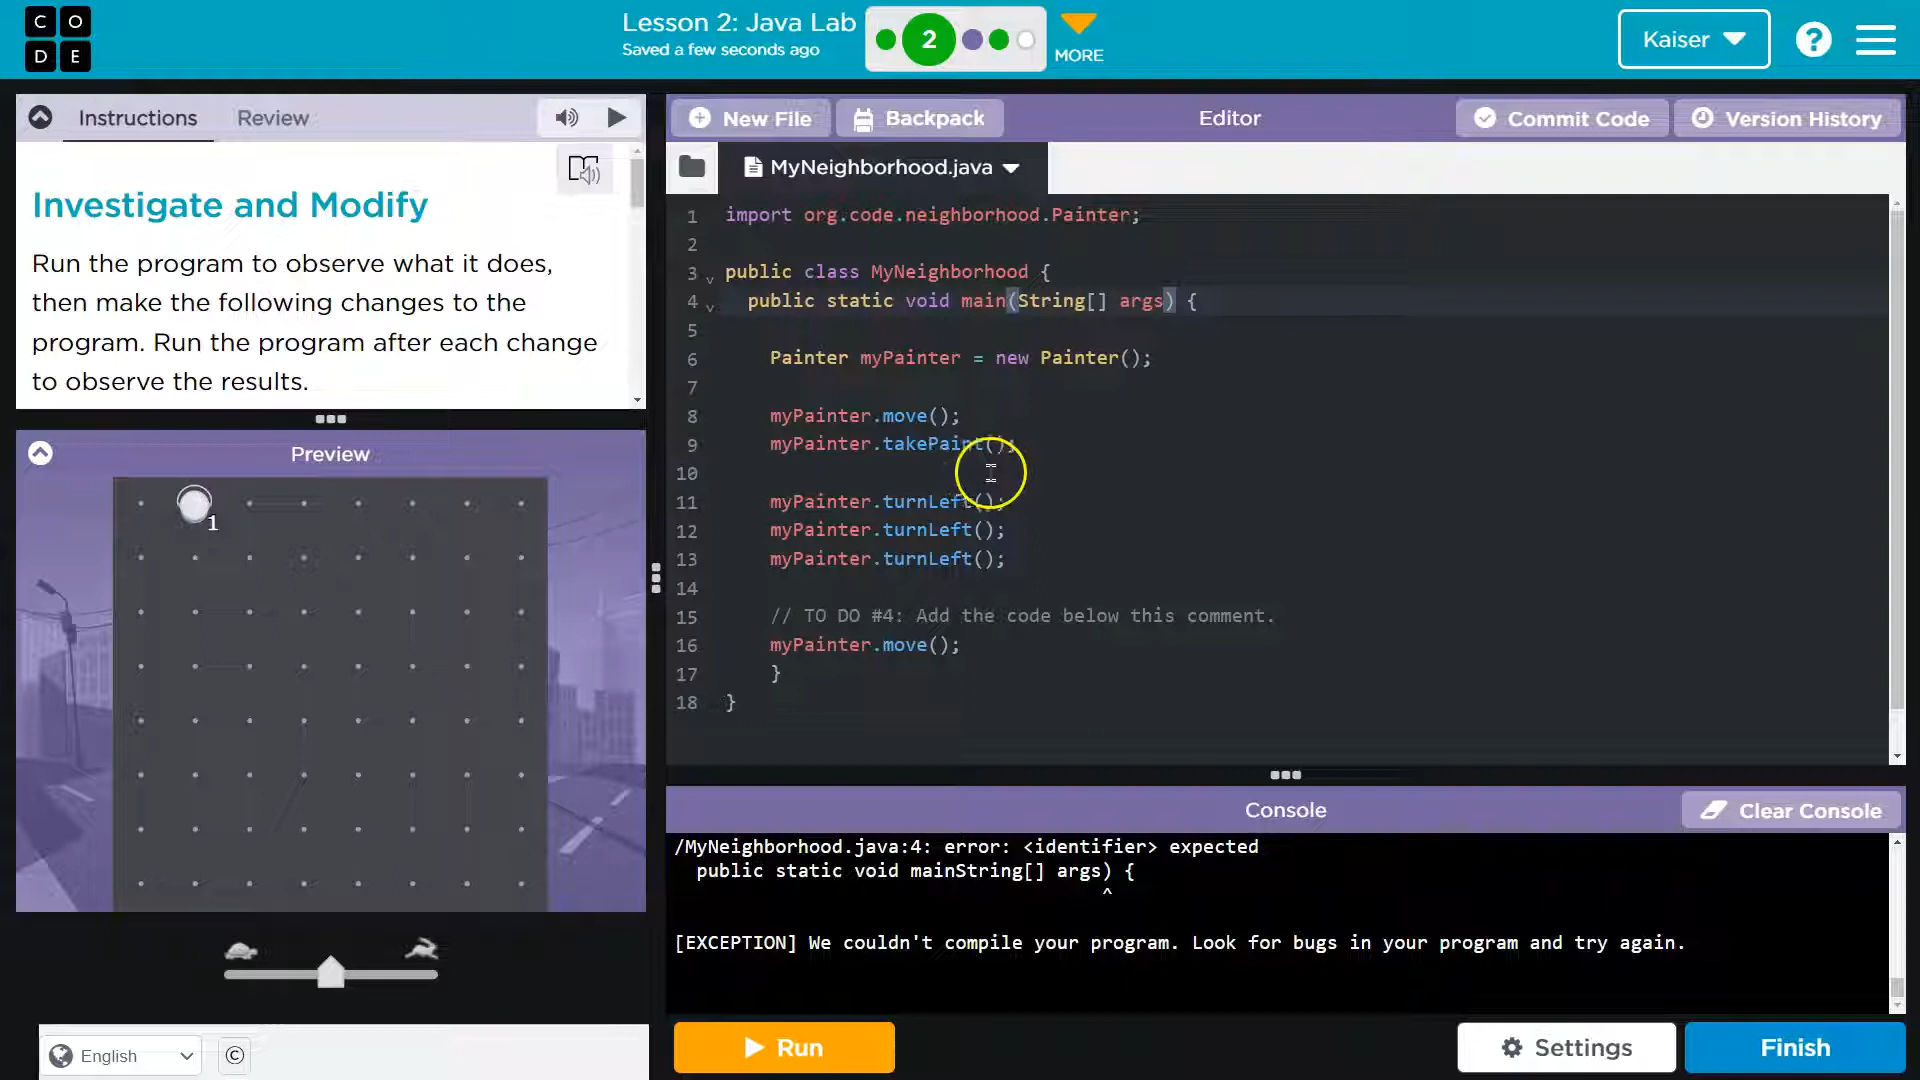 C O
D E
Lesson 2: Java Lab
Saved a few seconds ago
2
MORE
Kaiser
?
Instructions
Review
Investigate and Modify
Run the program to observe what it does,
then make the following changes to the
program. Run the program after each change
to observe the results.
Preview
1
English
©
New File
Backpack
Editor
Commit Code
Version History
MyNeighborhood.java
1 import org.code.neighborhood.Painter;
2
3 public class MyNeighborhood {
4 public static void main(String[] args) {
5
6 Painter myPainter = new Painter();
7
8 myPainter.move();
9 myPainter.takePaint();
10
11 myPainter.turnLeft();
12 myPainter.turnLeft();
13 myPainter.turnLeft();
14
15 // TO DO #4: Add the code below this comment.
16 myPainter.move();
17 }
18 }
Console
Clear Console
/MyNeighborhood.java:4: error: <identifier> expected
public static void mainString[] args) {
^
[EXCEPTION] We couldn't compile your program. Look for bugs in your program and try again.
Run
Settings
Finish